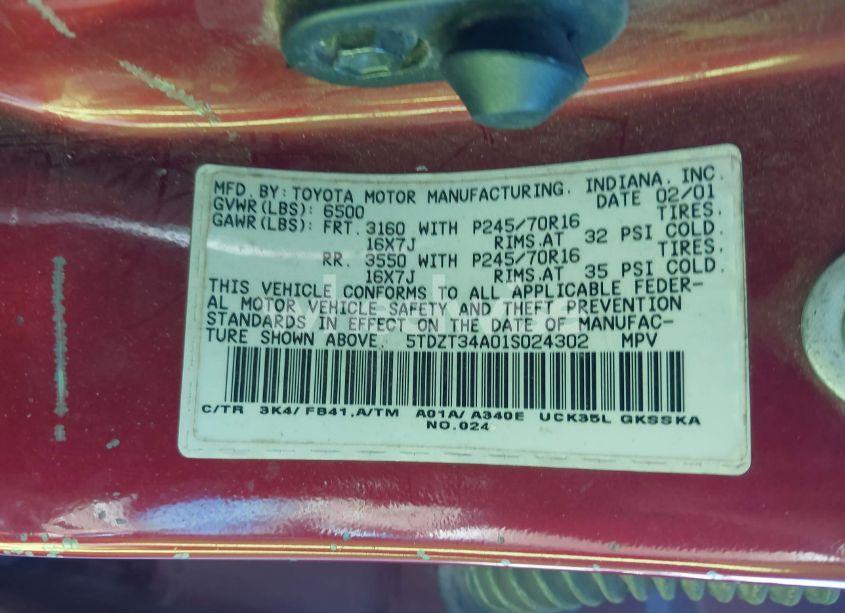 MFD. BY: TOYOTA MOTOR MANUFACTURING, INDIANA, INC.
GVWR(LBS): 6500 DATE 02/01
GAWR(LBS): FRT. 3160 WITH P245/70R16 TIRES.
16X7J RIMS.AT 32 PSI COLD.
RR. 3550 WITH P245/70R16 TIRES.
16X7J RIMS.AT 35 PSI COLD.
THIS VEHICLE CONFORMS TO ALL APPLICABLE FEDER-
AL MOTOR VEHICLE SAFETY AND THEFT PREVENTION
STANDARDS IN EFFECT ON THE DATE OF MANUFAC-
TURE SHOWN ABOVE. 5TDZT34A01S024302 MPV
C/TR 3K4/FB41,A/TM A01A/A340E UCK35L GKSSKA
NO.024